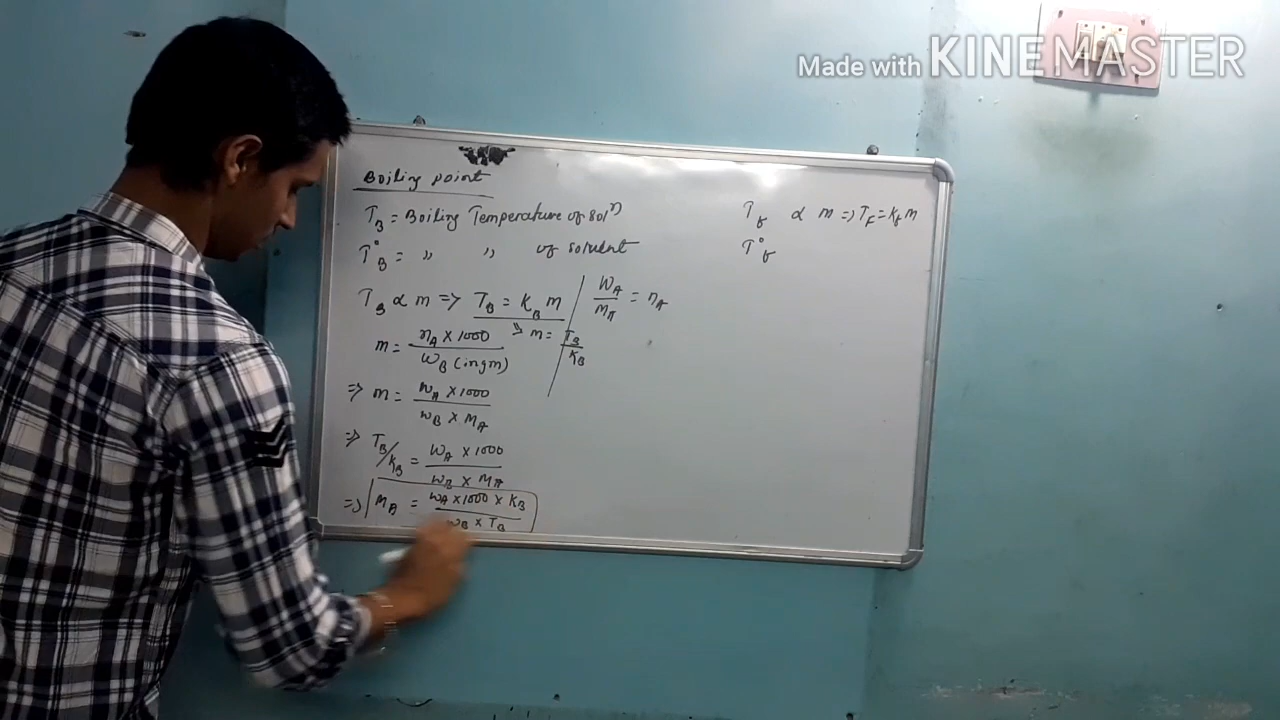 Made with KINEMASTER
Boiling point
T_B = Boiling Temperature of solⁿ
T°_B = " " of solvent
T_B ∝ m => T_B = K_B m
W_A / M_A = n_A
=> m = T_B / K_B
m = n_A × 1000 / W_B (in gm)
=> m = W_A × 1000 / W_B × M_A
=> T_B / K_B = W_A × 1000 / W_B × M_A
=> M_A = W_A × 1000 × K_B / W_B × T_B
T_f ∝ m => T_F = K_f m
T°_f